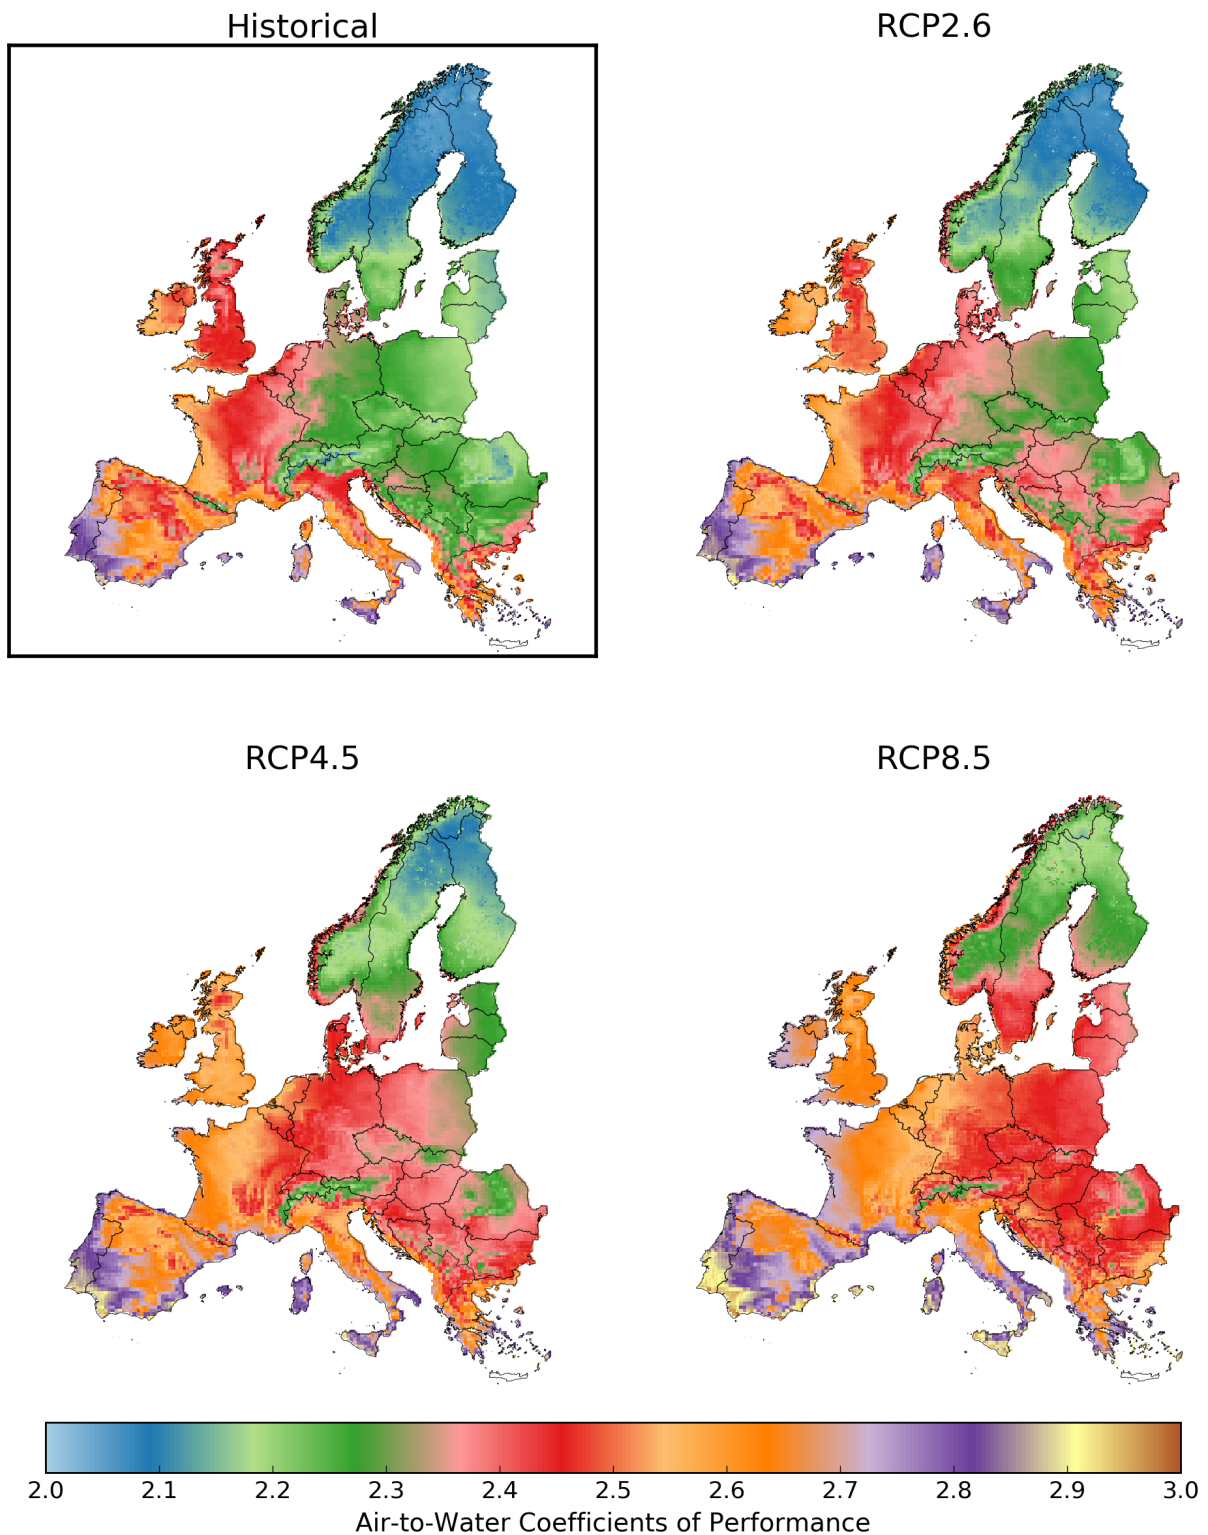 Historical
RCP2.6
RCP4.5
RCP8.5
2.0 2.1 2.2 2.3 2.4 2.5 2.6 2.7 2.8 2.9 3.0
Air-to-Water Coefficients of Performance